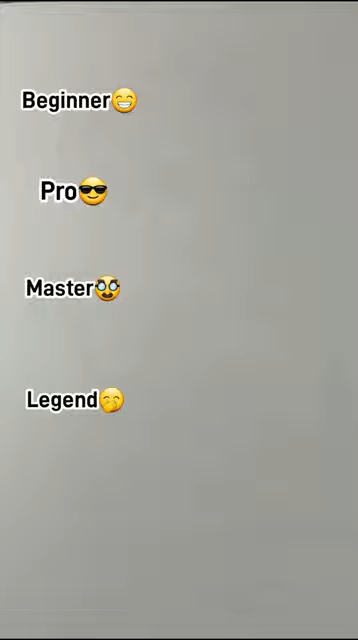 Beginner😁
Pro😎
Master🥸
Legend🤭